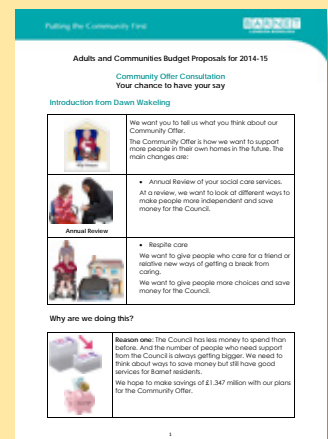 Putting the Community First
BARNET
LONDON BOROUGH
Adults and Communities Budget Proposals for 2014-15
Community Offer Consultation
Your chance to have your say
Introduction from Dawn Wakeling
We want you to tell us what you think about our
Community Offer.
The Community Offer is how we want to support
more people in their own homes in the future. The
main changes are:
• Annual Review of your social care services.
At a review, we want to look at different ways to
make people more independent and save
money for the Council.
Annual Review
• Respite care
We want to give people who care for a friend or
relative new ways of getting a break from
caring.
We want to give people more choices and save
money for the Council.
Why are we doing this?
Reason one: The Council has less money to spend than
before. And the number of people who need support
from the Council is always getting bigger. We need to
think about ways to save money but still have good
services for Barnet residents.
We hope to make savings of £1.347 million with our plans
for the Community Offer.
1